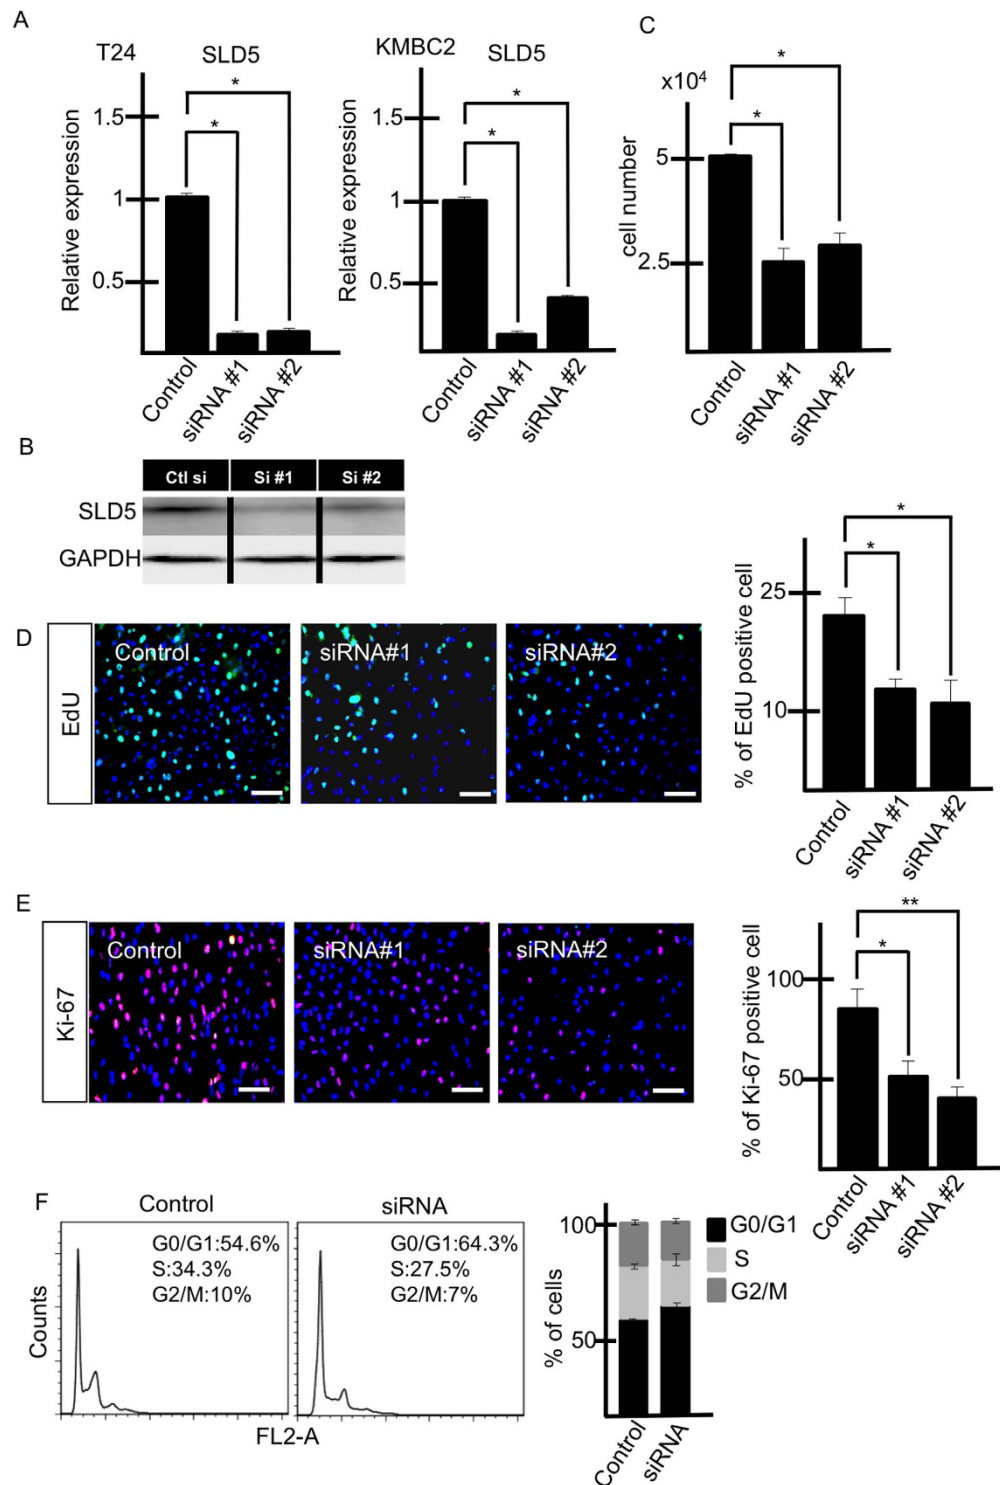 A
T24
SLD5
Relative expression
1.5
1
0.5
*
*
Control
siRNA #1
siRNA #2
KMBC2
SLD5
Relative expression
1.5
1
0.5
*
*
Control
siRNA #1
siRNA #2
C
x10⁴
cell number
5
2.5
*
*
Control
siRNA #1
siRNA #2
B
Ctl si Si #1 Si #2
SLD5
GAPDH
D
EdU
Control
siRNA#1
siRNA#2
% of EdU positive cell
25
10
*
*
Control
siRNA #1
siRNA #2
E
Ki-67
Control
siRNA#1
siRNA#2
% of Ki-67 positive cell
100
50
**
*
Control
siRNA #1
siRNA #2
F
Control
G0/G1:54.6%
S:34.3%
G2/M:10%
siRNA
G0/G1:64.3%
S:27.5%
G2/M:7%
Counts
FL2-A
% of cells
100
50
G0/G1
S
G2/M
Control
siRNA